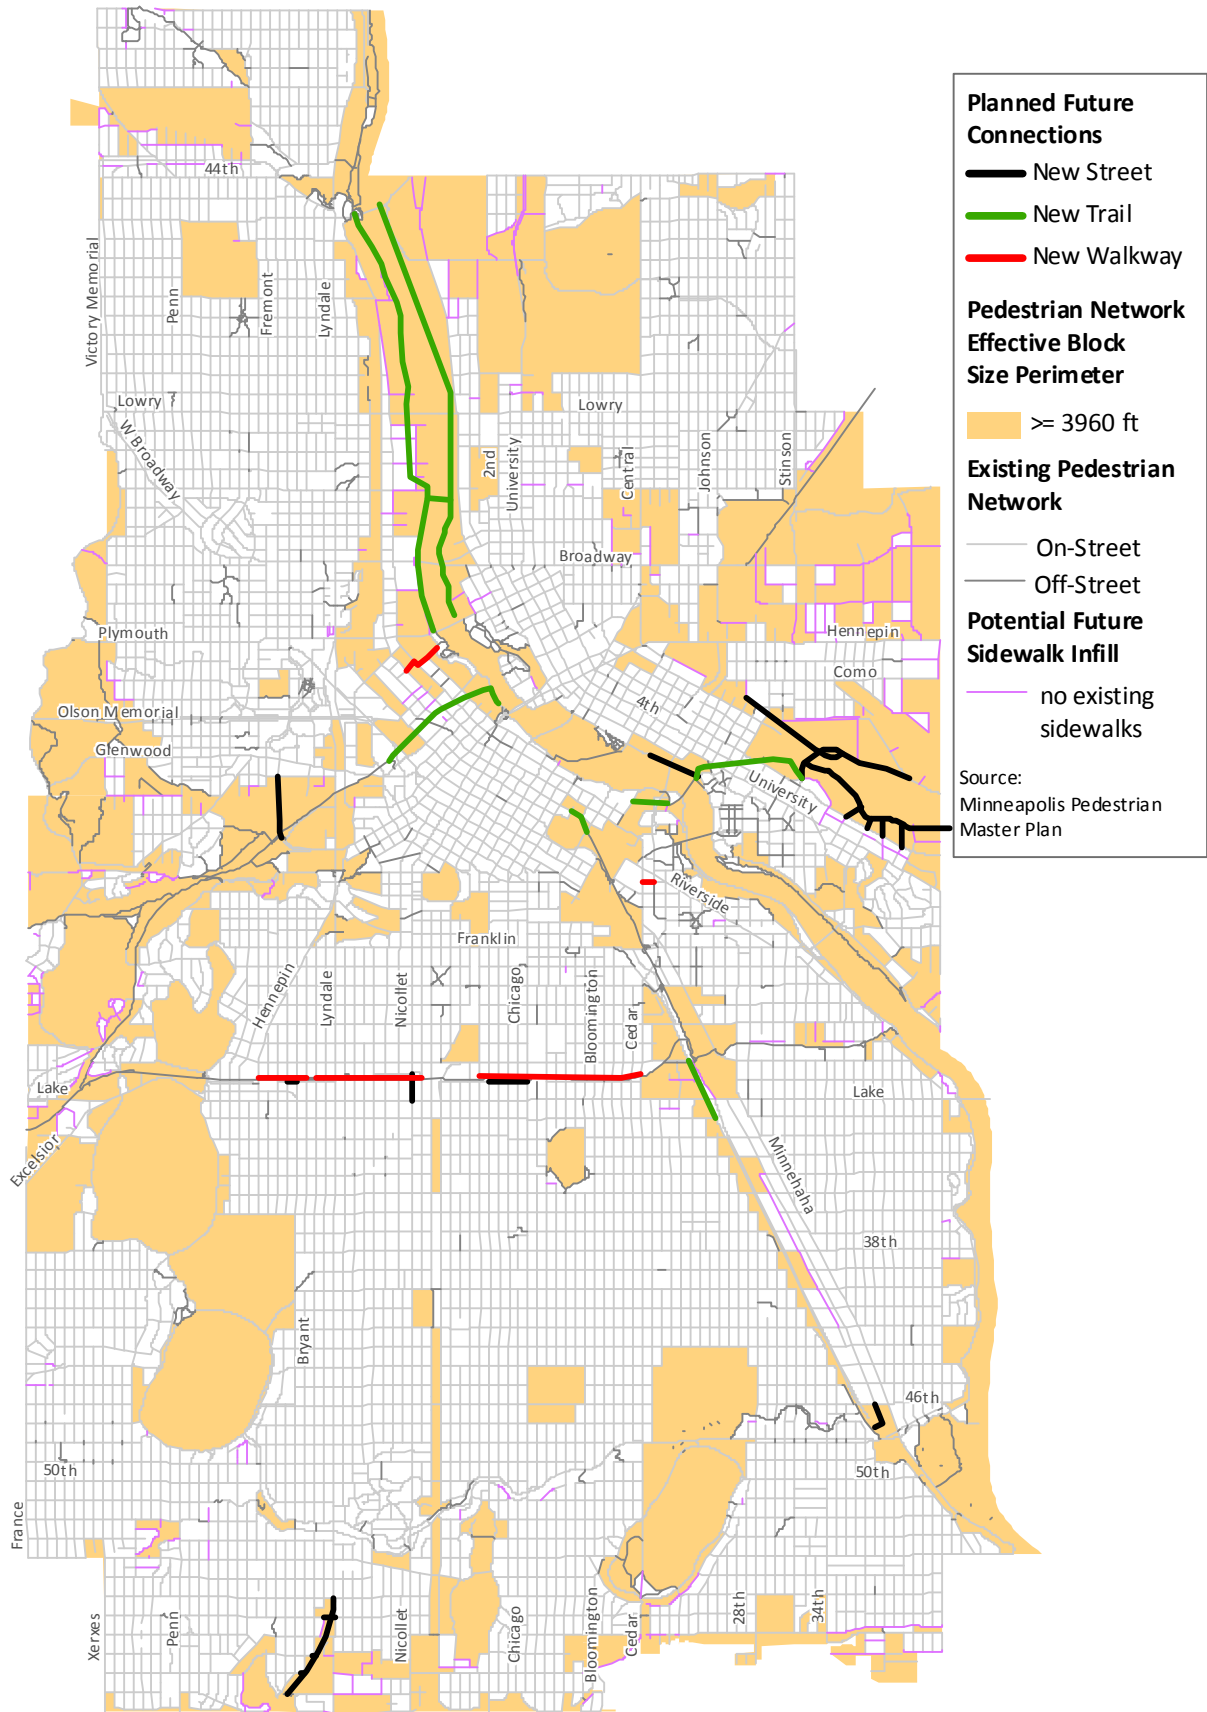 Planned Future
Connections
New Street
New Trail
New Walkway
Pedestrian Network
Effective Block
Size Perimeter
>= 3960 ft
Existing Pedestrian
Network
On-Street
Off-Street
Potential Future
Sidewalk Infill
no existing
sidewalks
Source:
Minneapolis Pedestrian
Master Plan
44th
Victory Memorial
Penn
Fremont
Lyndale
Lowry
Lowry
W Broadway
2nd
University
Central
Johnson
Stinson
Broadway
Plymouth
Hennepin
Como
Olson Memorial
4th
Glenwood
University
Riverside
Franklin
Hennepin
Lyndale
Nicollet
Chicago
Bloomington
Cedar
Lake
Lake
Excelsior
Minnehaha
38th
Bryant
46th
50th
50th
France
Xerxes
Penn
Nicollet
Chicago
Bloomington
Cedar
28th
34th